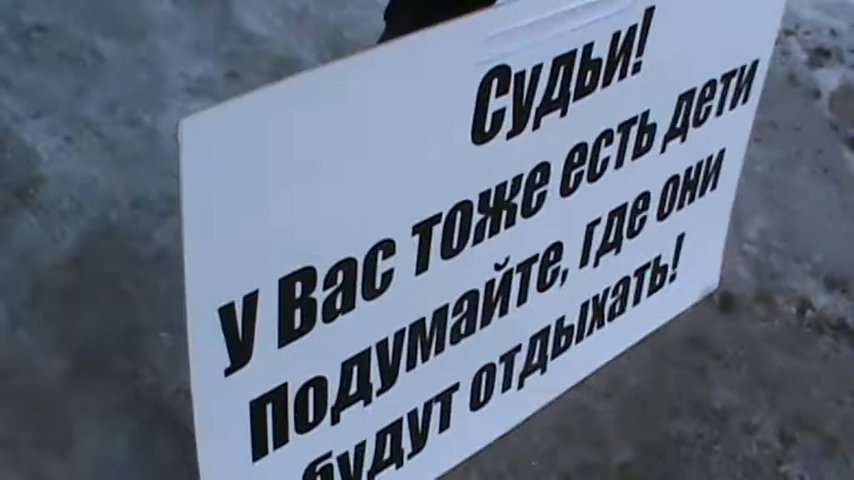 Судьи!
У Вас тоже есть дети
Подумайте, где они
будут отдыхать!